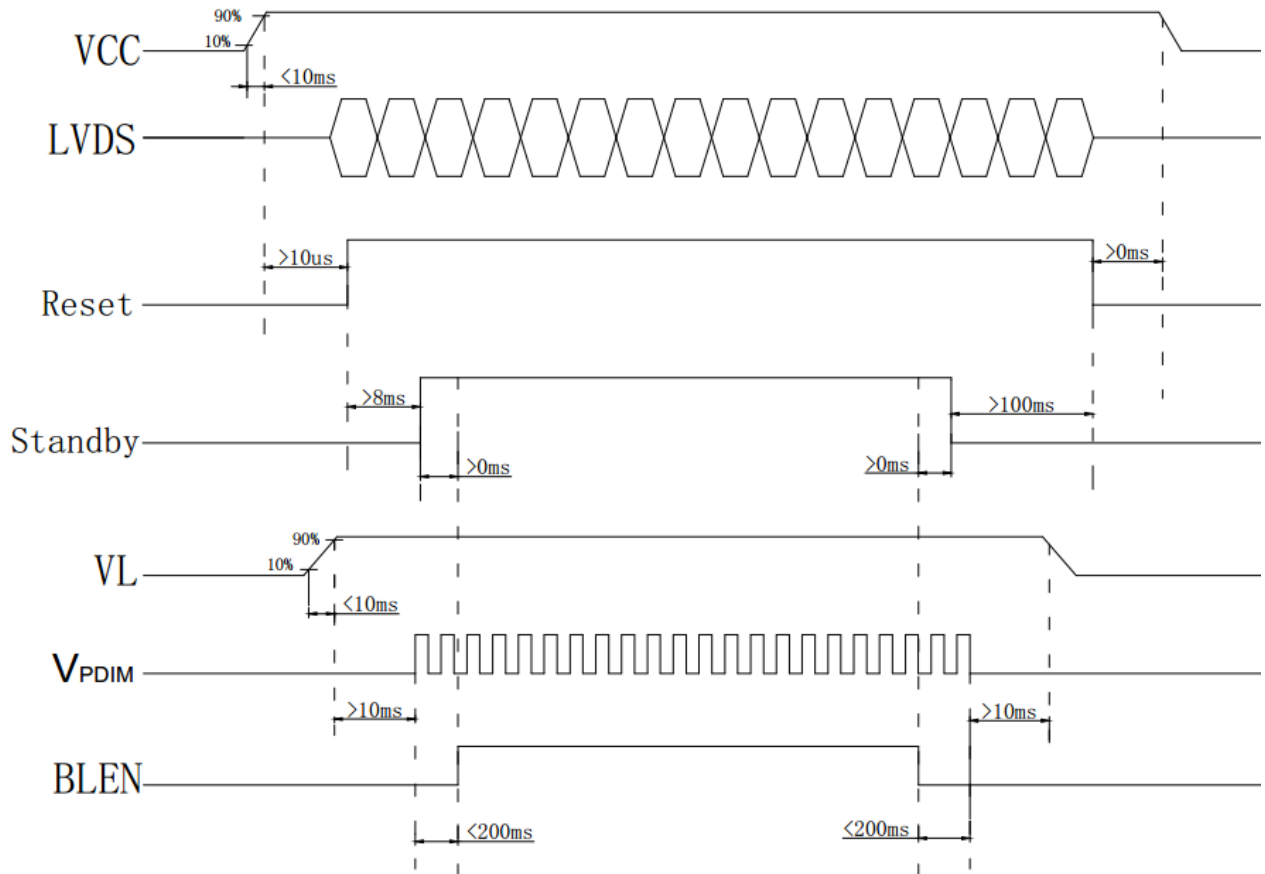 90%
VCC
10%
<10ms
LVDS
>10us
>0ms
Reset
>8ms
>100ms
Standby
>0ms
>0ms
90%
VL
10%
<10ms
VPDIM
>10ms
>10ms
BLEN
<200ms
<200ms